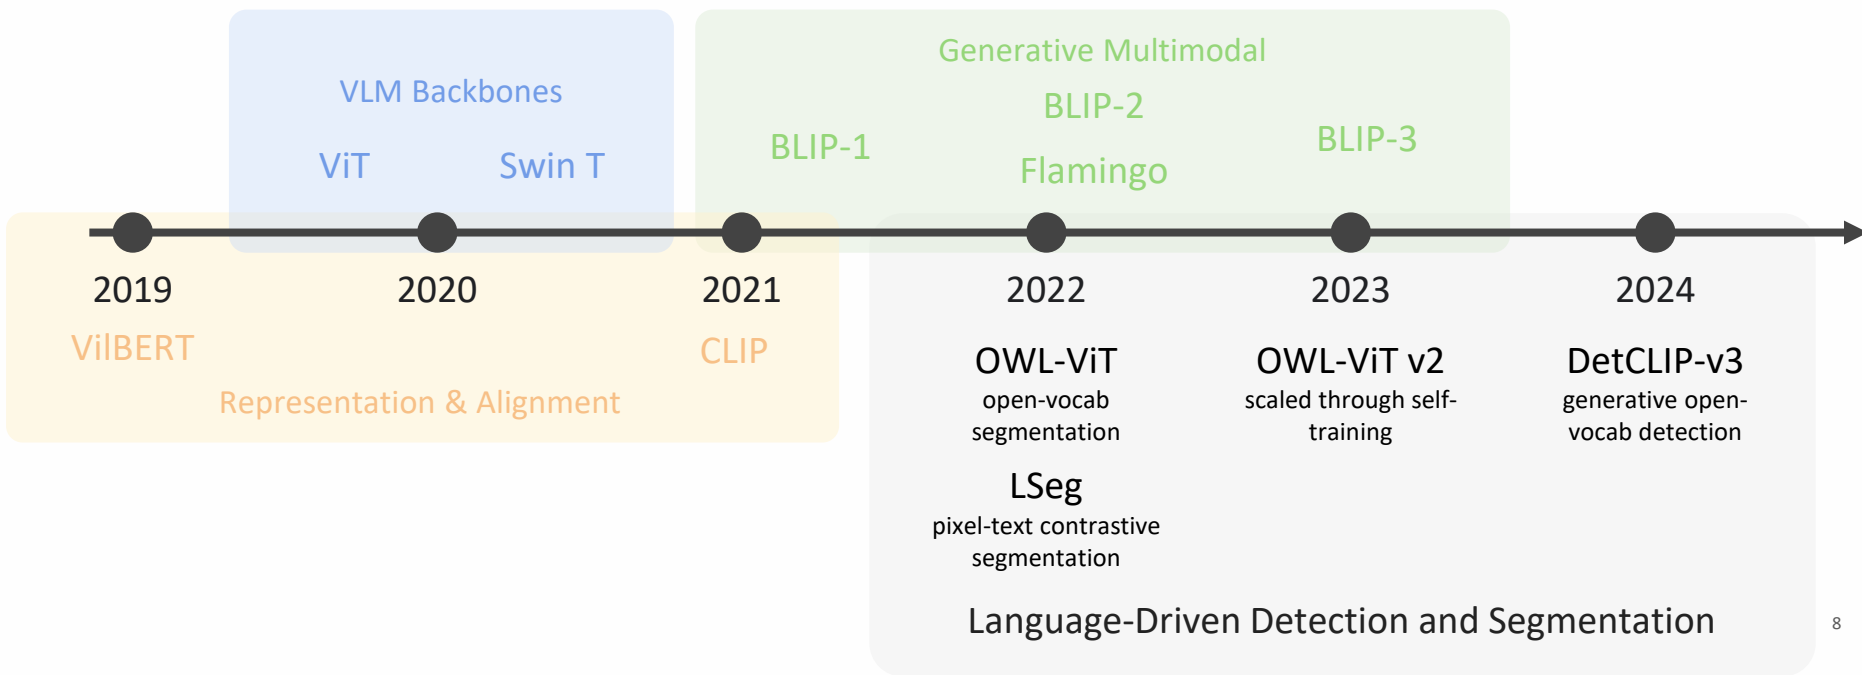 VLM Backbones
ViT
Swin T
Generative Multimodal
BLIP-1
BLIP-2
Flamingo
BLIP-3
2019
2020
2021
2022
2023
2024
VilBERT
CLIP
Representation & Alignment
OWL-ViT
open-vocab
segmentation
LSeg
pixel-text contrastive
segmentation
OWL-ViT v2
scaled through self-
training
DetCLIP-v3
generative open-
vocab detection
Language-Driven Detection and Segmentation
8